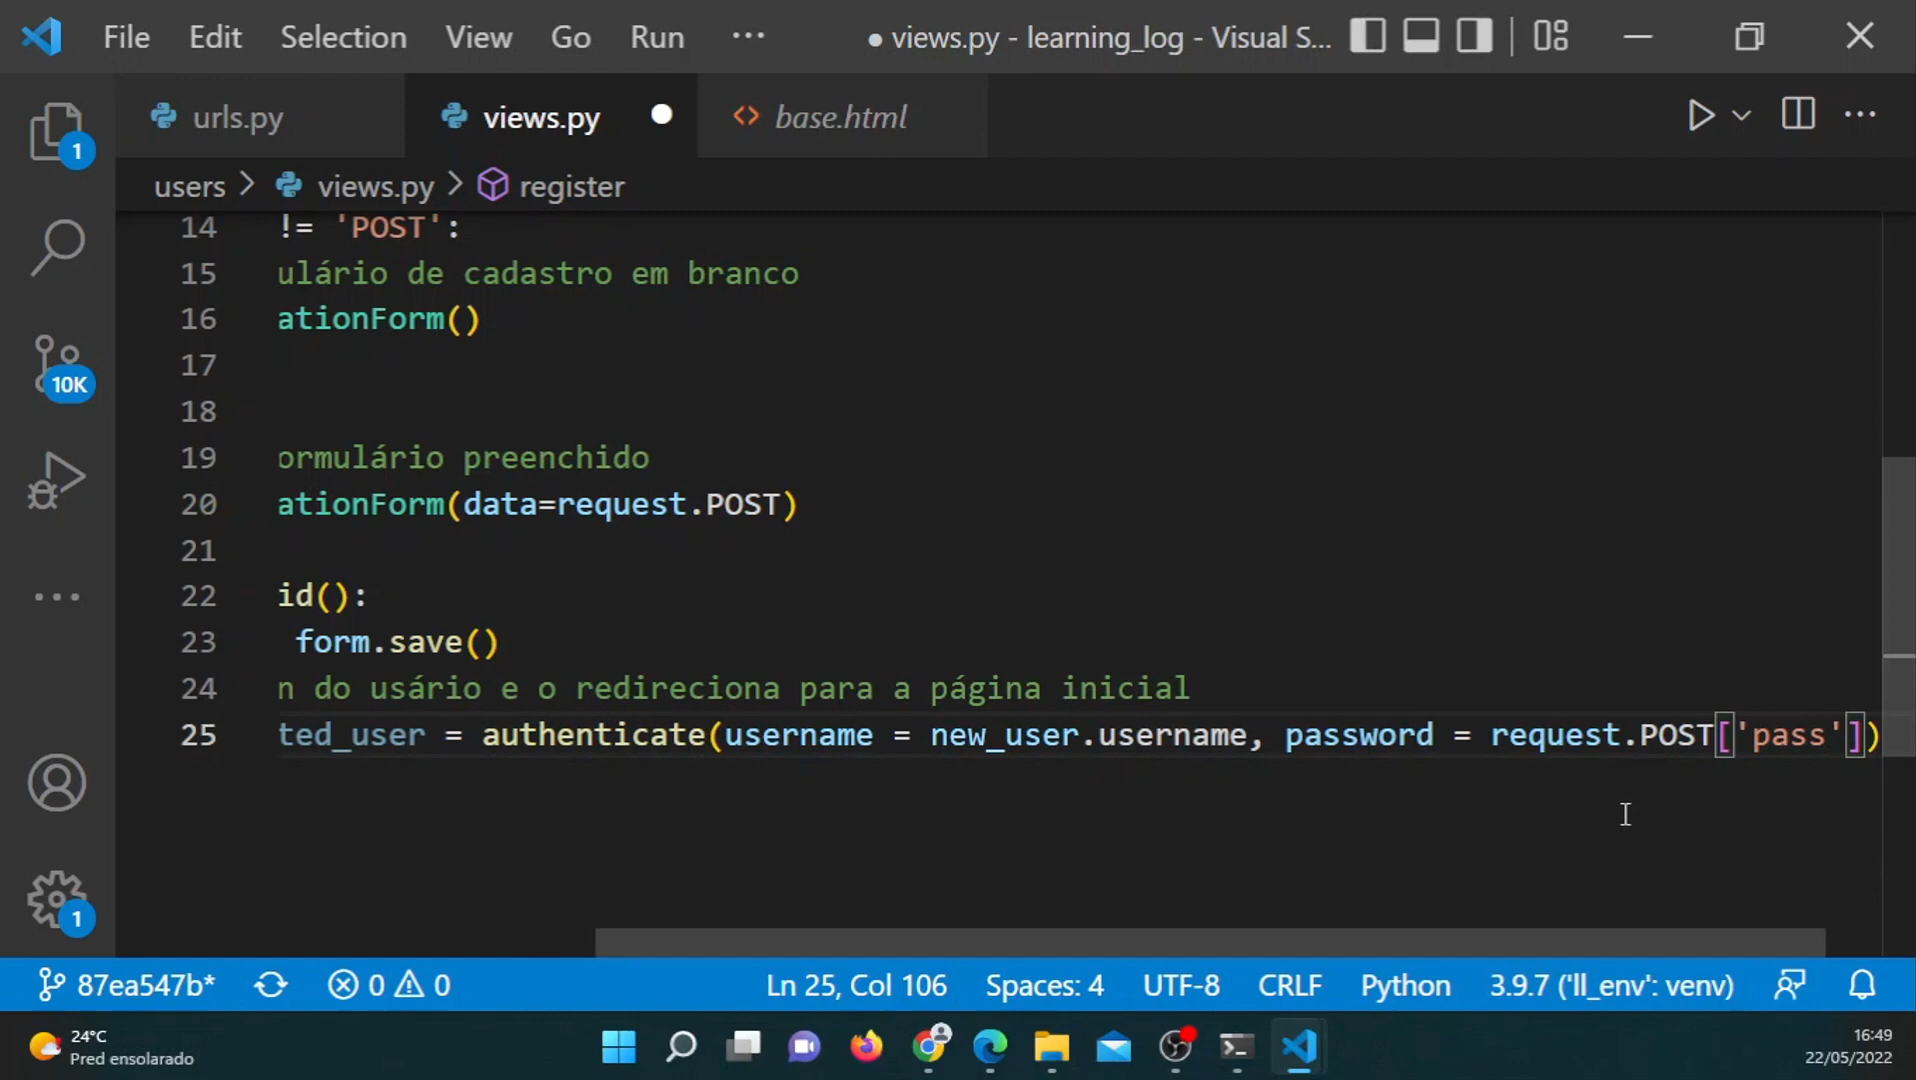 File Edit Selection View Go Run ··· ● views.py - learning_log - Visual S...
urls.py views.py ● <> base.html
users > views.py > register
14 != 'POST':
15 ulário de cadastro em branco
16 ationForm()
17
18
19 ormulário preenchido
20 ationForm(data=request.POST)
21
22 id():
23 form.save()
24 n do usário e o redireciona para a página inicial
25 ted_user = authenticate(username = new_user.username, password = request.POST['pass'])
1
10K
1
87ea547b* 0 0 Ln 25, Col 106 Spaces: 4 UTF-8 CRLF Python 3.9.7 ('ll_env': venv)
24°C
Pred ensolarado
16:49
22/05/2022